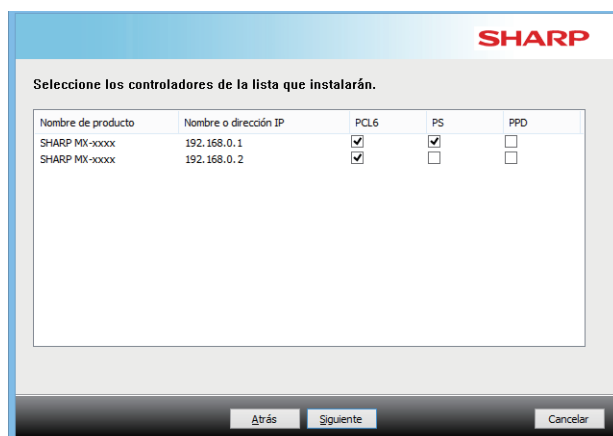 SHARP
Seleccione los controladores de la lista que instalarán.
Nombre de producto Nombre o dirección IP PCL6 PS PPD
SHARP MX-xxxx 192.168.0.1
SHARP MX-xxxx 192.168.0.2
Atrás Siguiente Cancelar